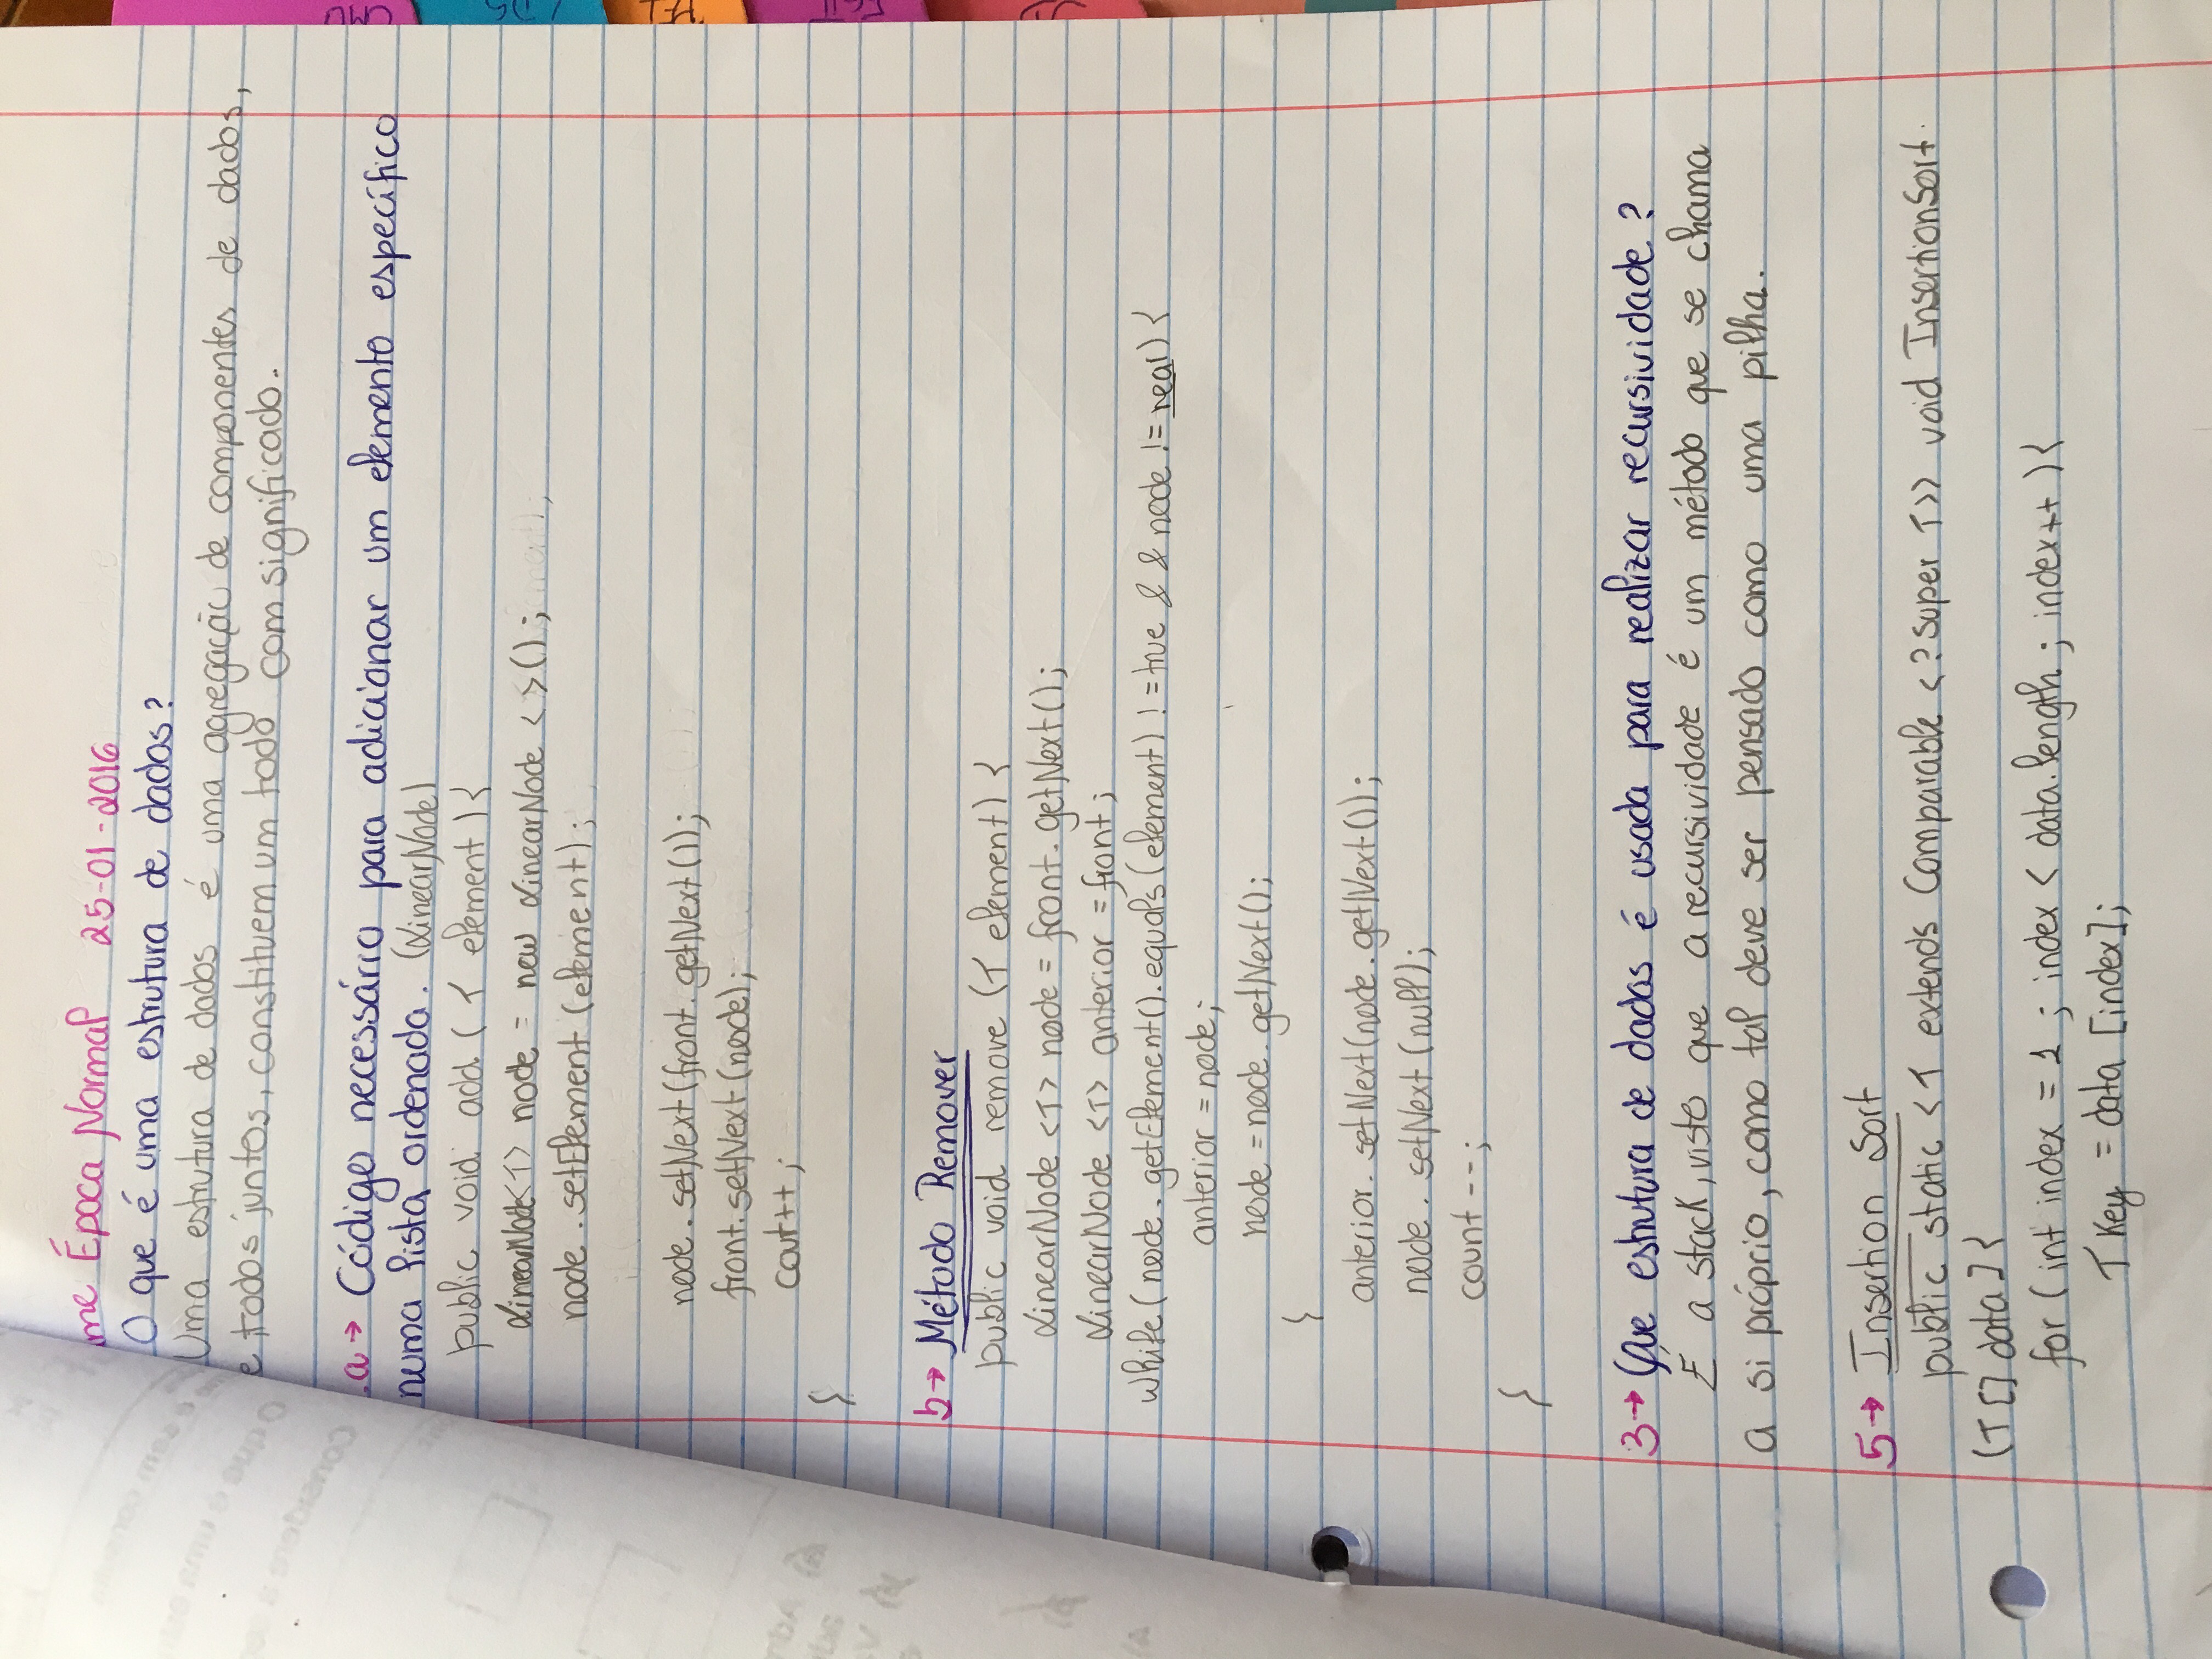 me Época Normal 25-01-2016
O que é uma estrutura de dados?
Uma estrutura de dados é uma agregação de componentes de dados,
e, todos juntos, constituem um todo com significado.
.a → Código necessário para adicionar um elemento específico
numa lista ordenada. (LinearNode)
public void add ( T element ) {
LinearNode<T> node = new LinearNode < > ();
node . setElement (element);
node . setNext (front. getNext ());
front. setNext (node);
cout++ ;
}
b → Método Remover
public void remove (T element) {
LinearNode <T> node = front. getNext ();
LinearNode <T> anterior = front ;
while ( node . getElement(). equals (element) ! = true && node != rear) {
anterior = node;
node = node. getNext ();
}
anterior. setNext (node. getNext ());
node . setNext (null);
count -- ;
}
3 → Que estrutura de dados é usada para realizar recursividade ?
É a stack, visto que a recursividade é um método que se chama
a si próprio, como tal deve ser pensado como uma pilha.
5 → Insertion Sort
public static < T extends Comparable < ? super T >> void InsertionSort.
(T [] data ] {
for ( int index = 1 ; index < data.length ; index++ ) {
T Key = data [index];
O que é uma
Considere